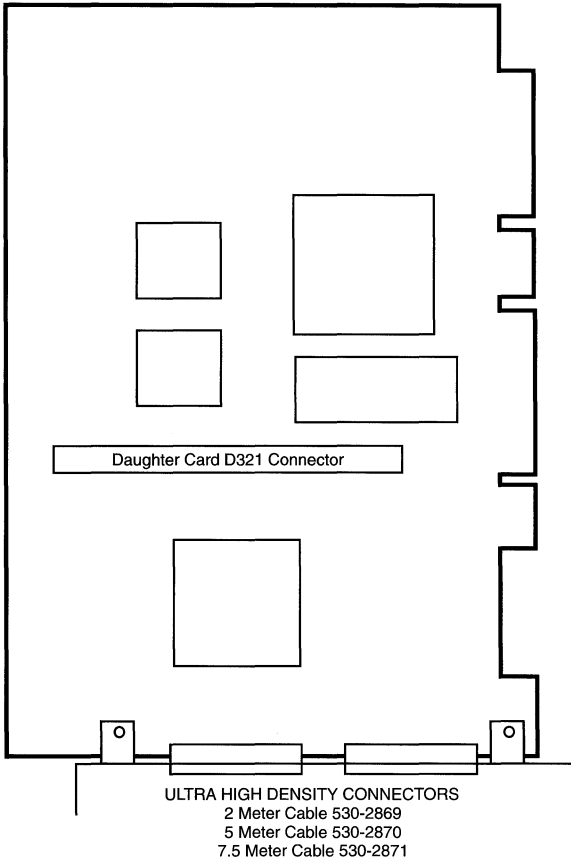 Daughter Card D321 Connector
ULTRA HIGH DENSITY CONNECTORS
2 Meter Cable 530-2869
5 Meter Cable 530-2870
7.5 Meter Cable 530-2871